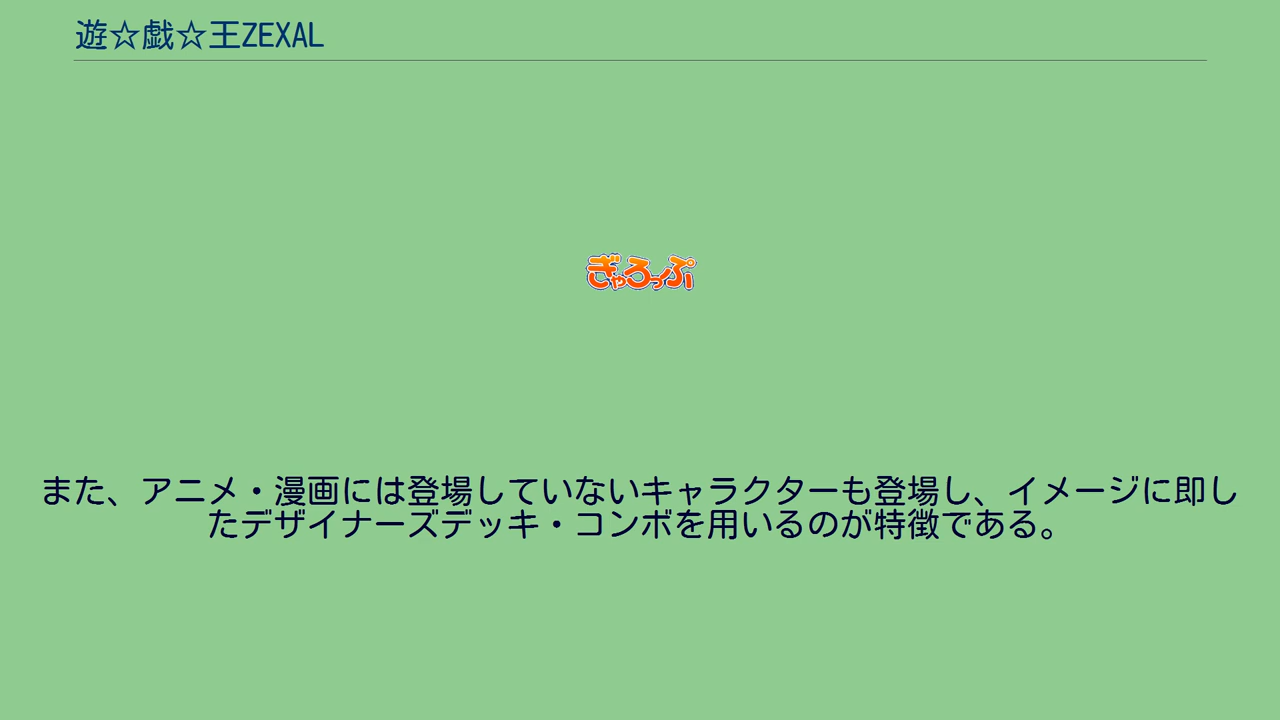 遊☆戯☆王ZEXAL
ぎゃろっぷ
また、アニメ・漫画には登場していないキャラクターも登場し、イメージに即し
たデザイナーズデッキ・コンボを用いるのが特徴である。